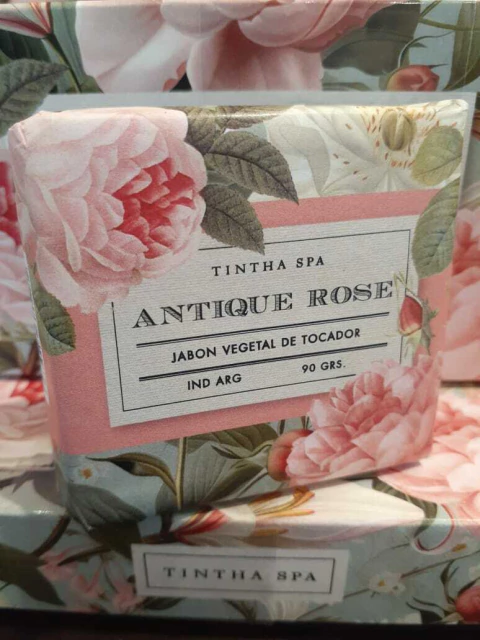 TINTHA SPA
ANTIQUE ROSE
JABON VEGETAL DE TOCADOR
IND ARG 90 GRS.
TINTHA SPA